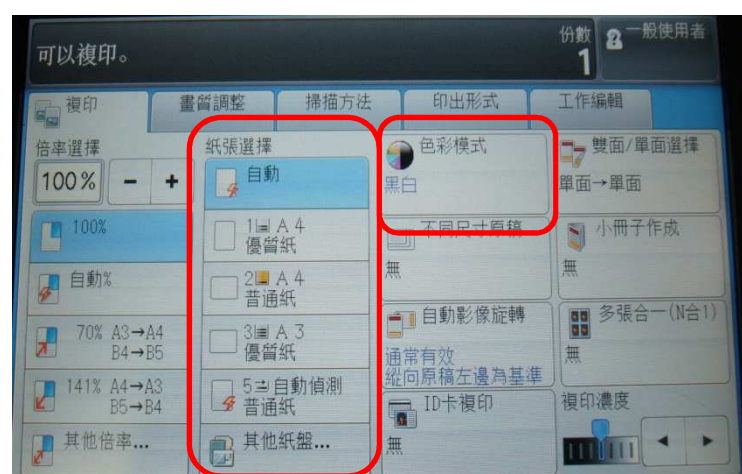 可以複印。
份數
1
一般使用者
複印
畫質調整
掃描方法
印出形式
工作編輯
倍率選擇
100%
－ ＋
100%
自動%
70% A3→A4
B4→B5
141% A4→A3
B5→B4
其他倍率...
紙張選擇
自動
1 A4
優質紙
2 A4
普通紙
3 A3
優質紙
5 自動偵測
普通紙
其他紙盤...
色彩模式
黑白
不同尺寸原稿
無
自動影像旋轉
通常有效
縱向原稿左邊為基準
ID卡複印
無
雙面/單面選擇
單面→單面
小冊子作成
無
多張合一(N合1)
無
複印濃度